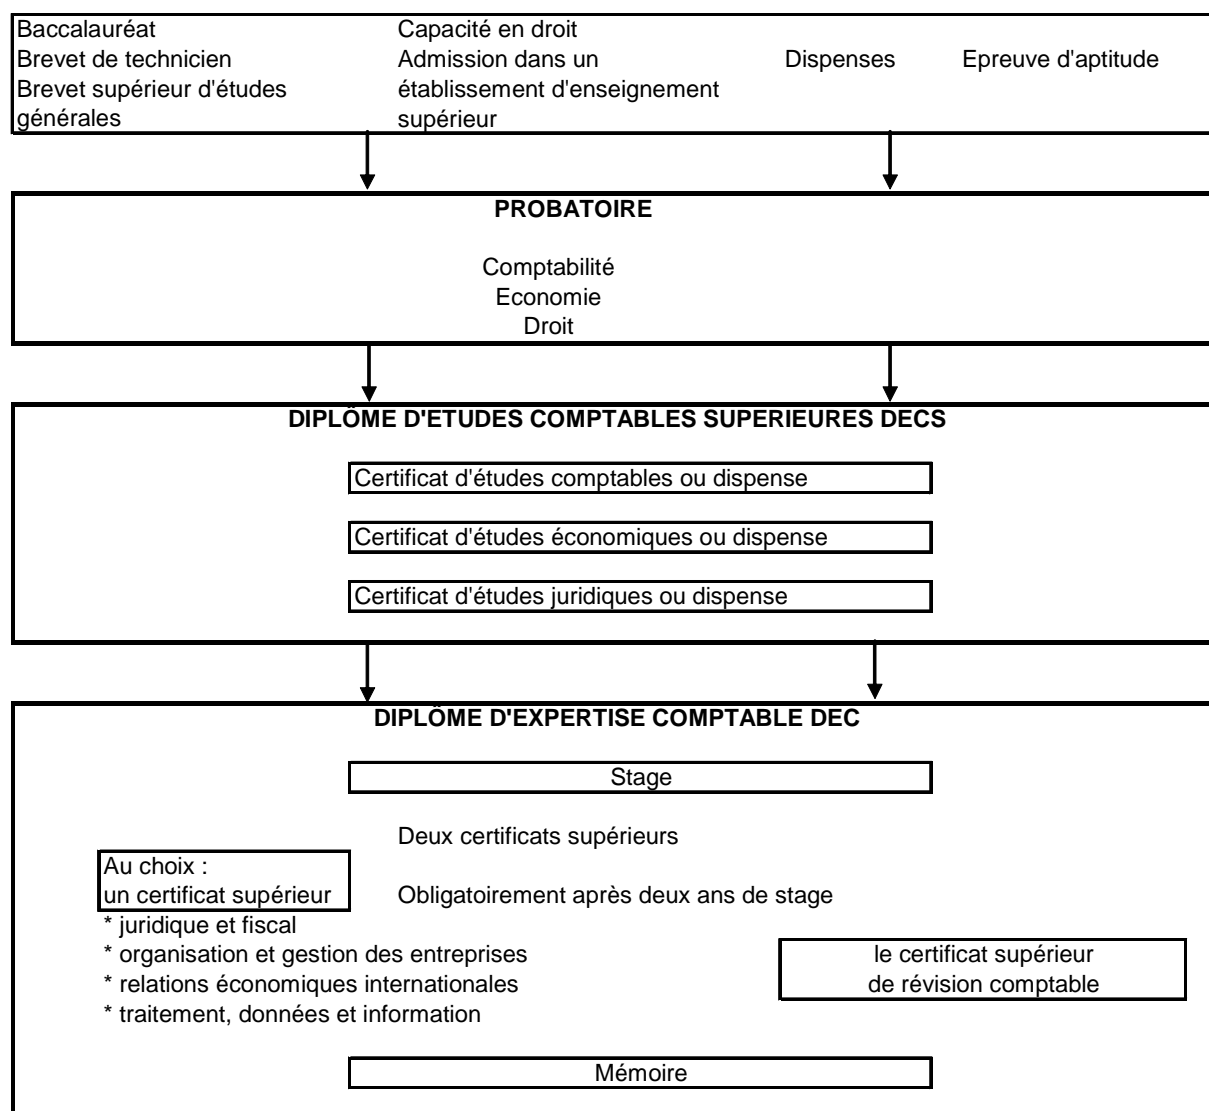 Baccalauréat
Brevet de technicien
Brevet supérieur d'études
générales
Capacité en droit
Admission dans un
établissement d'enseignement
supérieur
Dispenses
Epreuve d'aptitude
PROBATOIRE
Comptabilité
Economie
Droit
DIPLÔME D'ETUDES COMPTABLES SUPERIEURES DECS
Certificat d'études comptables ou dispense
Certificat d'études économiques ou dispense
Certificat d'études juridiques ou dispense
DIPLÔME D'EXPERTISE COMPTABLE DEC
Stage
Deux certificats supérieurs
Au choix :
un certificat supérieur
Obligatoirement après deux ans de stage
* juridique et fiscal
* organisation et gestion des entreprises
* relations économiques internationales
* traitement, données et information
le certificat supérieur
de révision comptable
Mémoire